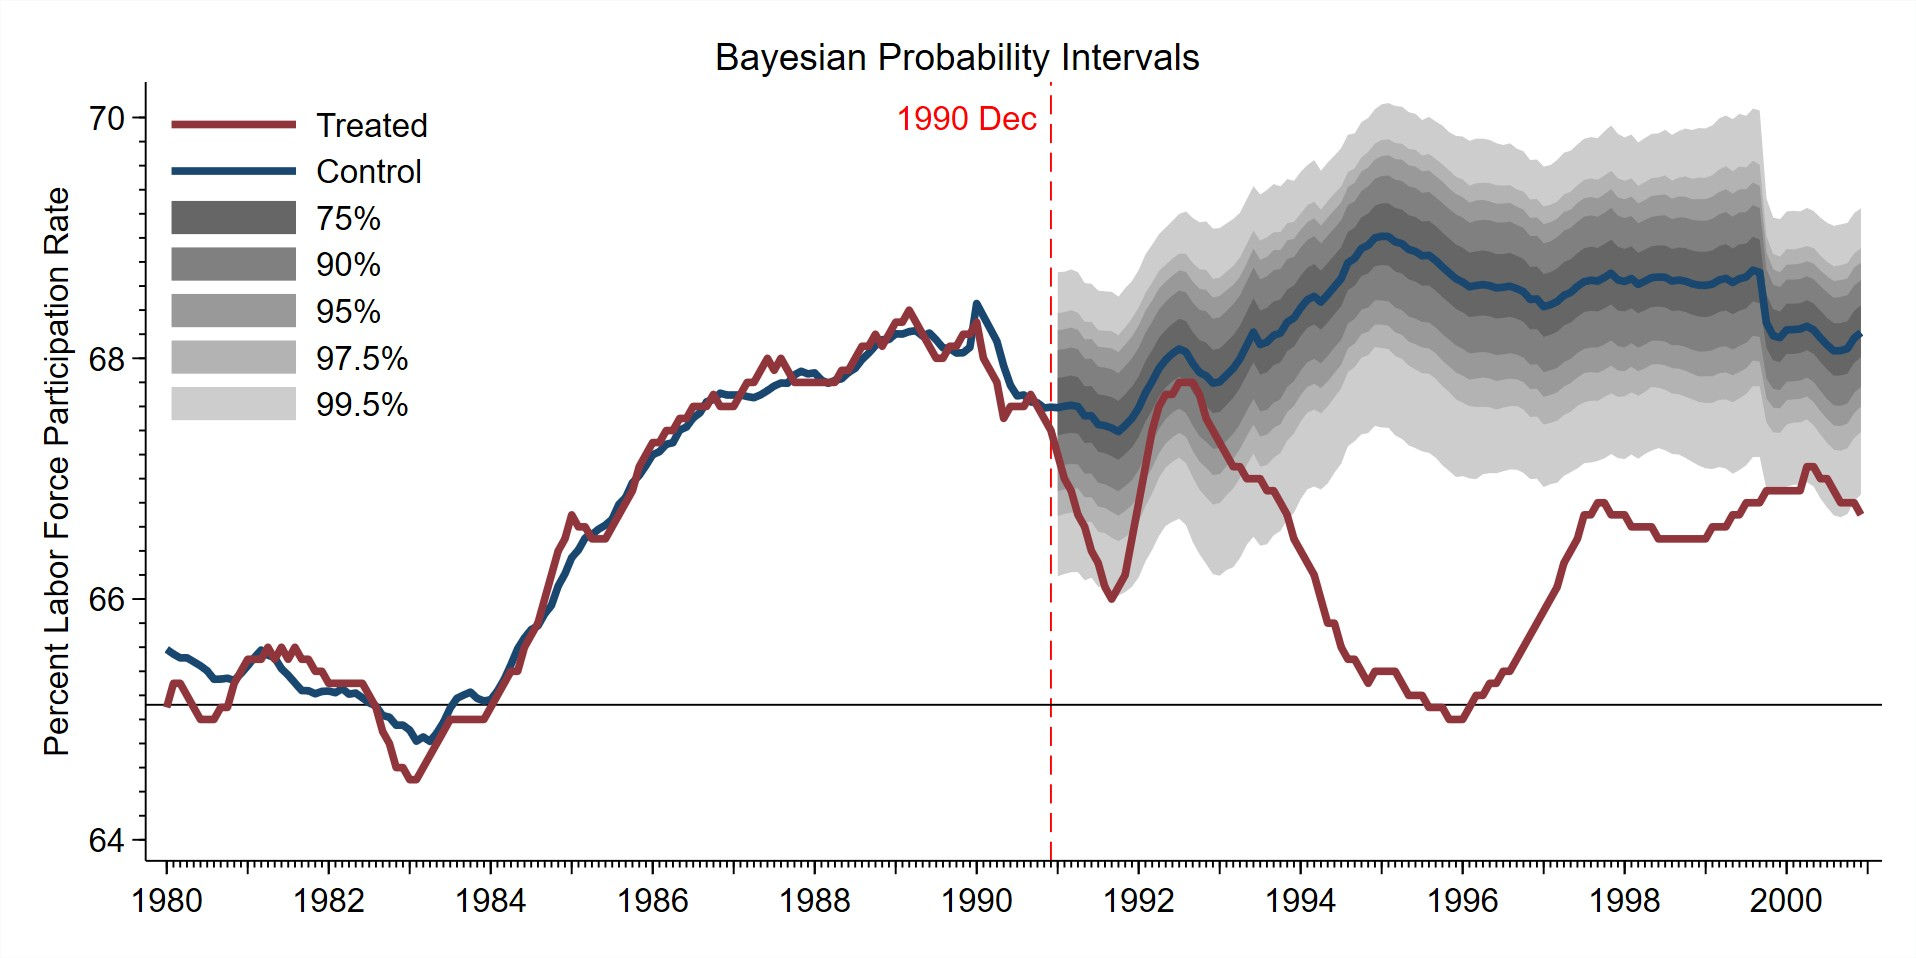 Bayesian Probability Intervals
1990 Dec
Treated
Control
75%
90%
95%
97.5%
99.5%
Percent Labor Force Participation Rate
70
68
66
64
1980 1982 1984 1986 1988 1990 1992 1994 1996 1998 2000